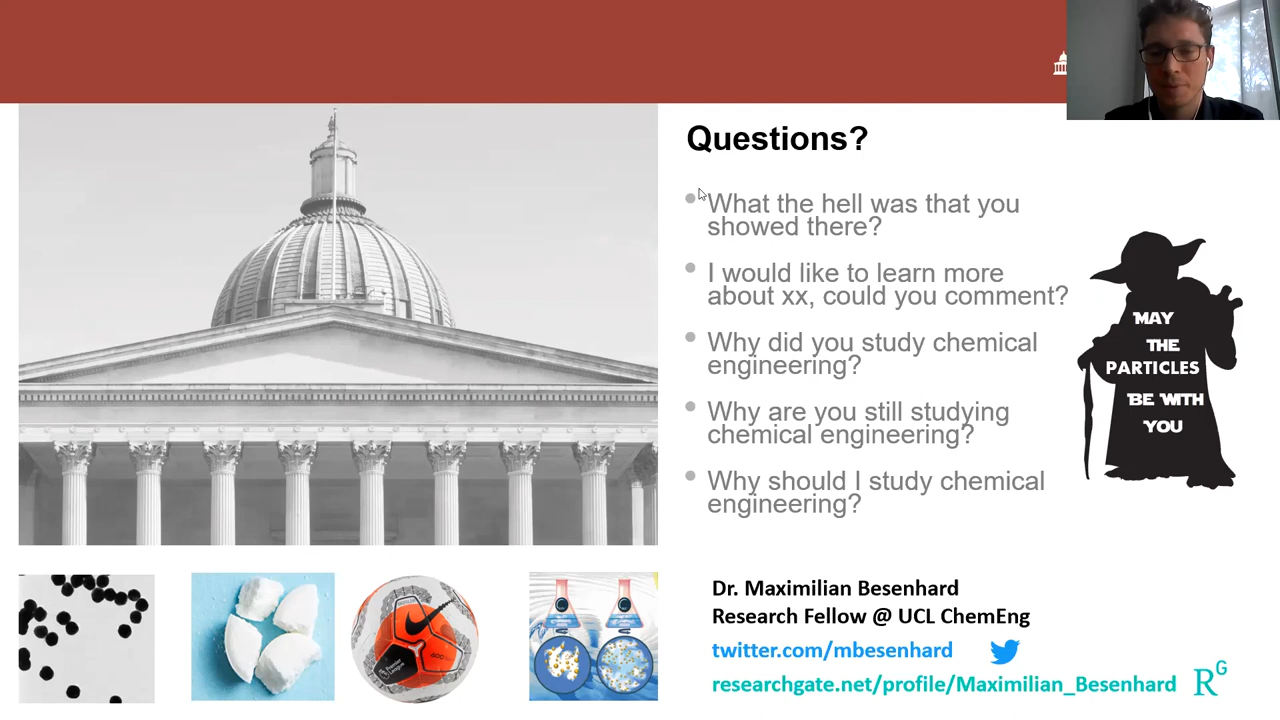 Questions?
What the hell was that you
showed there?
I would like to learn more
about xx, could you comment?
Why did you study chemical
engineering?
Why are you still studying
chemical engineering?
Why should I study chemical
engineering?
MAY
THE
PARTICLES
BE WITH
YOU
Dr. Maximilian Besenhard
Research Fellow @ UCL ChemEng
twitter.com/mbesenhard
researchgate.net/profile/Maximilian_Besenhard
RG